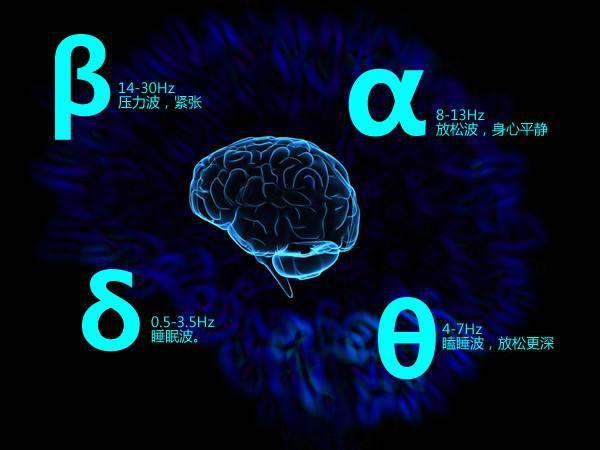 β
14-30Hz
压力波，紧张
α
8-13Hz
放松波，身心平静
δ
0.5-3.5Hz
睡眠波。
θ
4-7Hz
瞌睡波，放松更深